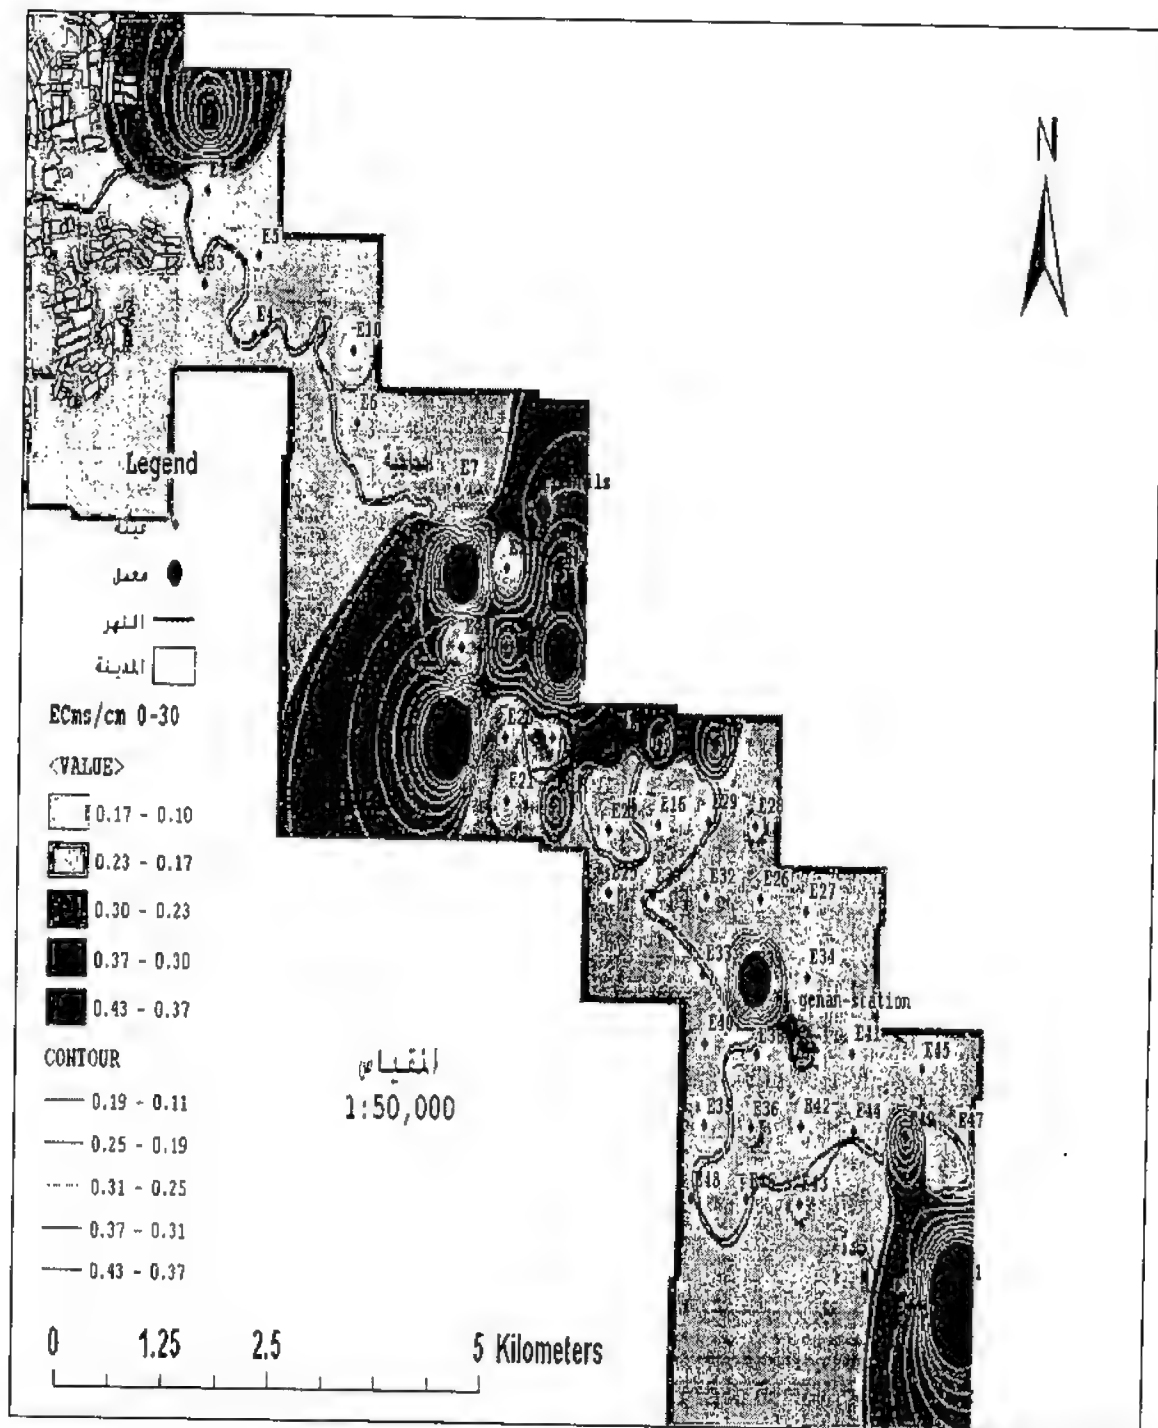 N
E2
E5
E3
E4
E10
E6
E7
Legend
عينة
معمل
النهر
المدينة
ECms/cm 0-30
<VALUE>
0.17 - 0.10
0.23 - 0.17
0.30 - 0.23
0.37 - 0.30
0.43 - 0.37
CONTOUR
0.19 - 0.11
0.25 - 0.19
0.31 - 0.25
0.37 - 0.31
0.43 - 0.37
المقياس
1:50,000
E20
E21
E16
E29
E28
E32
E26
E27
E37
E34
genan-station
E40
E38
E45
E35
E36
E42
E44
E49
E47
E48
0
1.25
2.5
5 Kilometers